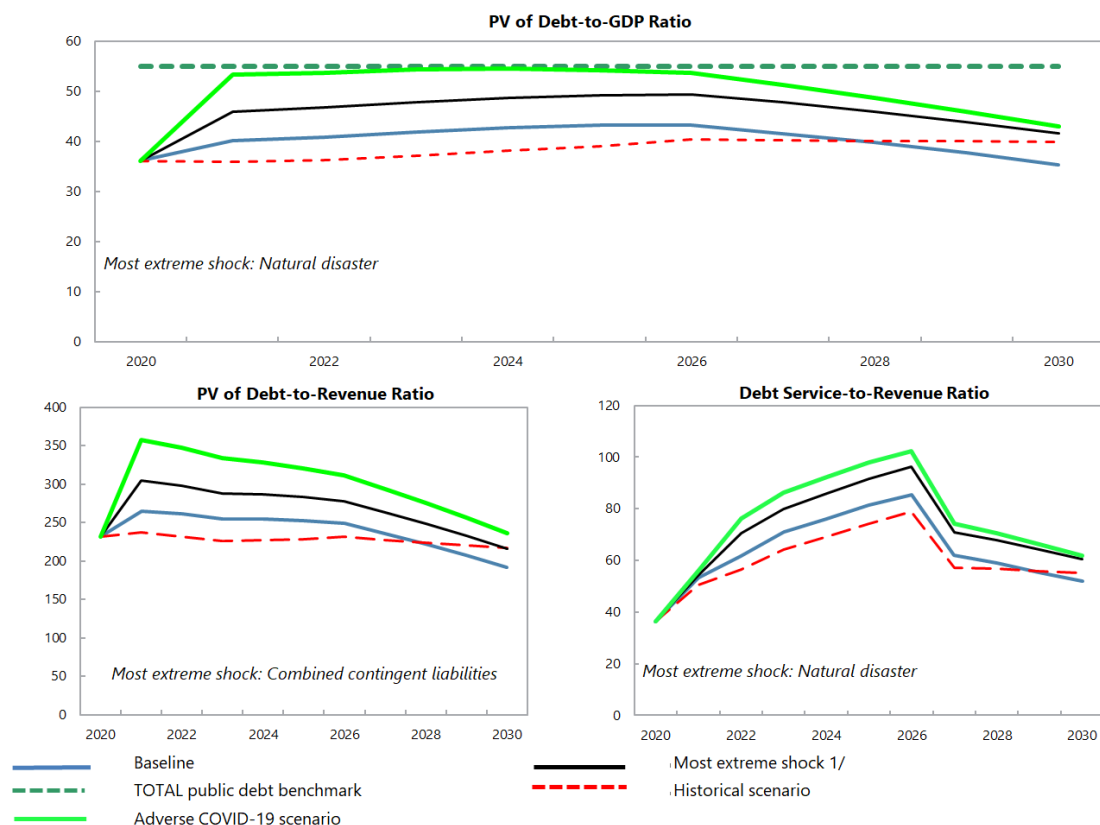 PV of Debt-to-GDP Ratio
60
50
40
30
20
10
0
Most extreme shock: Natural disaster
2020 2022 2024 2026 2028 2030
PV of Debt-to-Revenue Ratio
400
350
300
250
200
150
100
50
0
Most extreme shock: Combined contingent liabilities
2020 2022 2024 2026 2028 2030
Debt Service-to-Revenue Ratio
120
100
80
60
40
20
0
Most extreme shock: Natural disaster
2020 2022 2024 2026 2028 2030
Baseline
Most extreme shock 1/
TOTAL public debt benchmark
Historical scenario
Adverse COVID-19 scenario